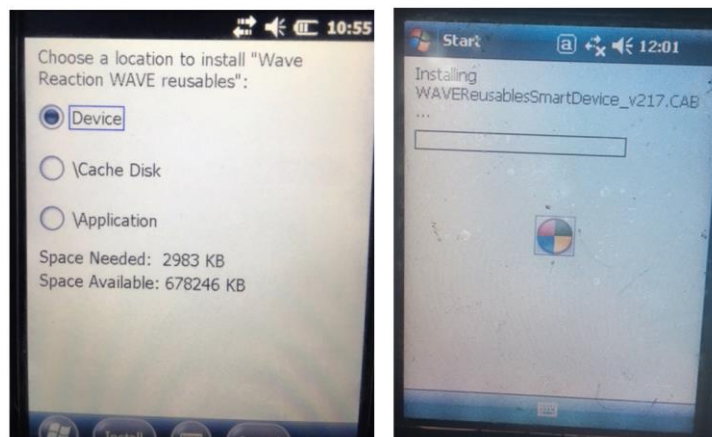 10:55
Choose a location to install "Wave
Reaction WAVE reusables":
Device
\Cache Disk
\Application
Space Needed: 2983 KB
Space Available: 678246 KB
Install
Start
a
12:01
Installing
WAVEReusablesSmartDevice_v217.CAB
...